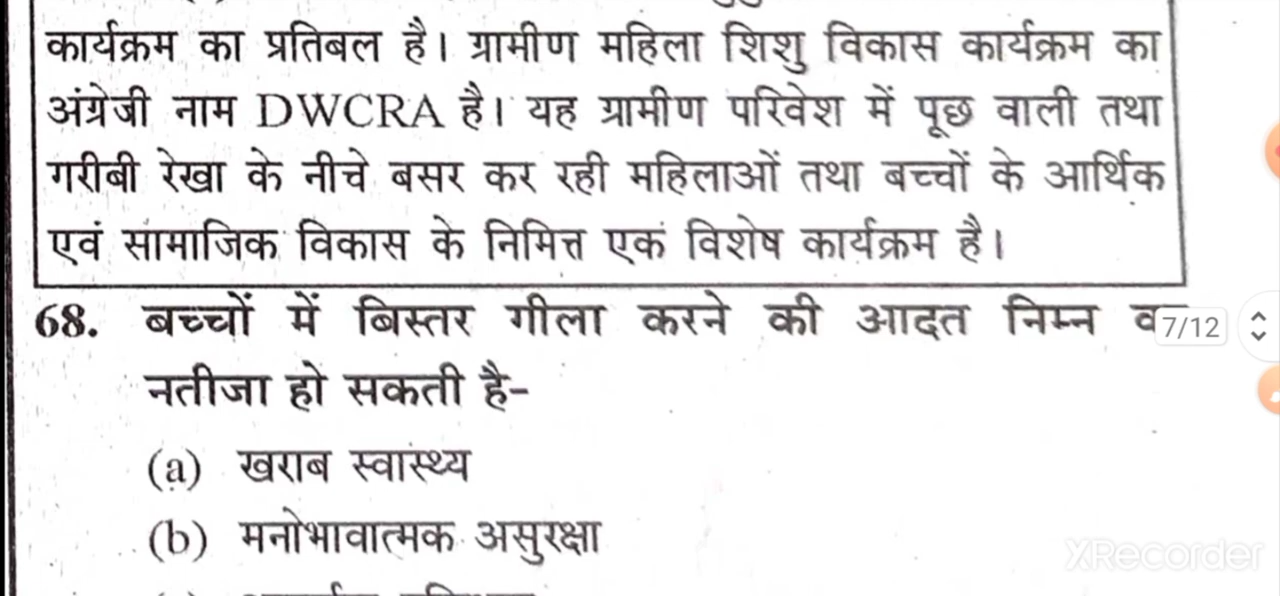 कार्यक्रम का प्रतिबल है। ग्रामीण महिला शिशु विकास कार्यक्रम का
अंग्रेजी नाम DWCRA है। यह ग्रामीण परिवेश में पूछ वाली तथा
गरीबी रेखा के नीचे बसर कर रही महिलाओं तथा बच्चों के आर्थिक
एवं सामाजिक विकास के निमित्त एक विशेष कार्यक्रम है।
68. बच्चों में बिस्तर गीला करने की आदत निम्न
7/12
नतीजा हो सकती है-
(a) खराब स्वास्थ्य
(b) मनोभावात्मक असुरक्षा
XRecorder